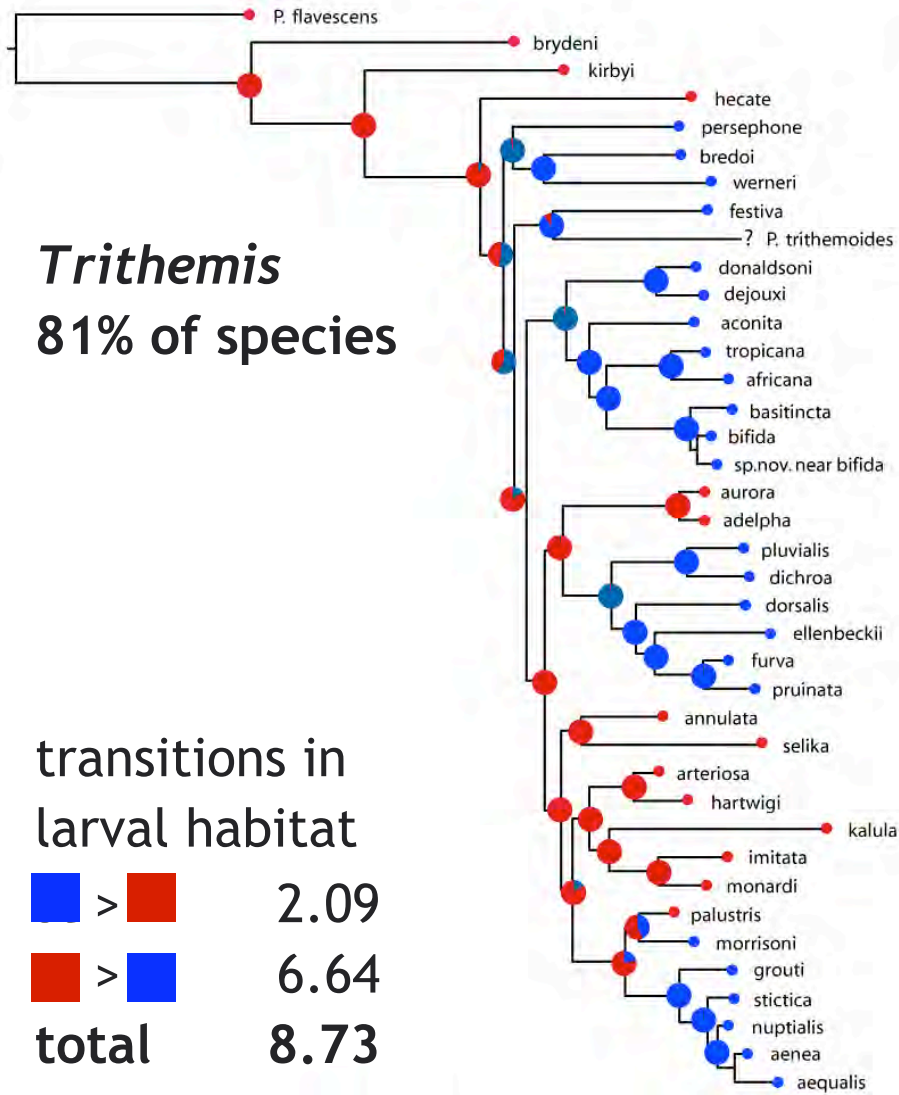 P. flavescens
brydeni
kirbyi
hecate
persephone
bredoi
werneri
festiva
? P. trithemoides
Trithemis
81% of species
donaldsoni
dejouxi
aconita
tropicana
africana
basitincta
bifida
sp.nov. near bifida
aurora
adelpha
pluvialis
dichroa
dorsalis
ellenbeckii
furva
pruinata
annulata
selika
arteriosa
hartwigi
kalula
imitata
monardi
palustris
morrisoni
grouti
stictica
nuptialis
aenea
aequalis
transitions in
larval habitat
> 2.09
> 6.64
total 8.73